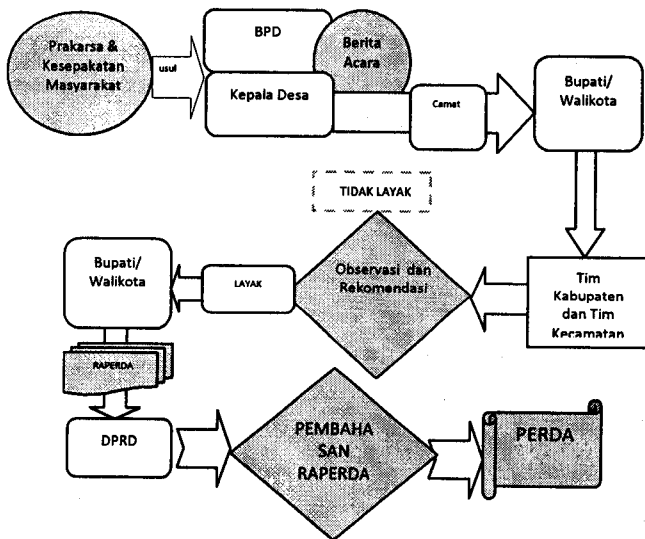 Prakarsa &
Kesepakatan
Masyarakat
usul
BPD
Kepala Desa
Berita
Acara
Camat
Bupati/
Walikota
TIDAK LAYAK
Bupati/
Walikota
LAYAK
Observasi dan
Rekomendasi
Tim
Kabupaten
dan Tim
Kecamatan
RAPERDA
DPRD
PEMBAHA
SAN
RAPERDA
PERDA